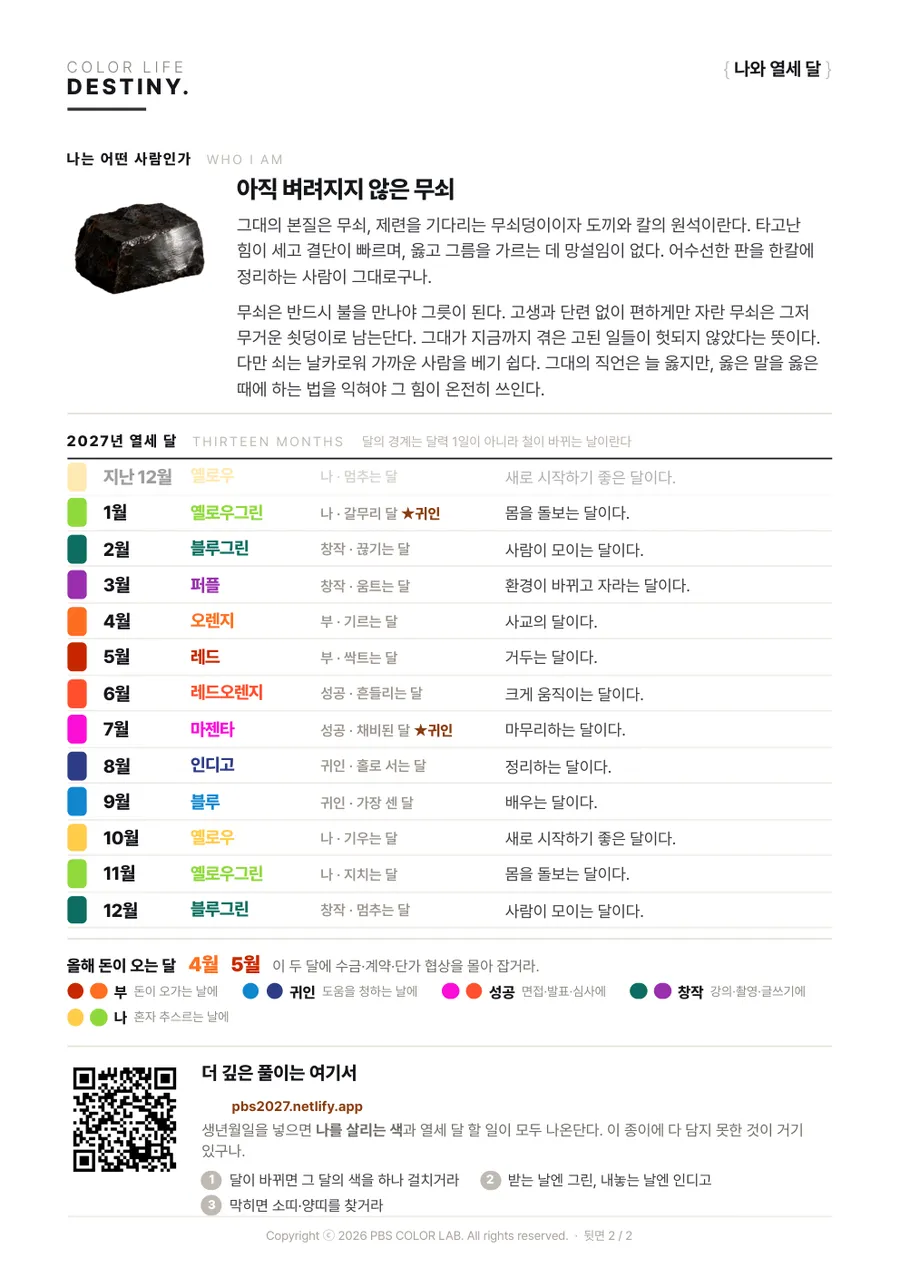 COLOR LIFE
DESTINY.
{ 나와 열세 달 }
나는 어떤 사람인가 WHO I AM
아직 벼려지지 않은 무쇠
그대의 본질은 무쇠, 제련을 기다리는 무쇠덩이이자 도끼와 칼의 원석이란다. 타고난
힘이 세고 결단이 빠르며, 옳고 그름을 가르는 데 망설임이 없다. 어수선한 판을 한칼에
정리하는 사람이 그대로구나.
무쇠은 반드시 불을 만나야 그릇이 된다. 고생과 단련 없이 편하게만 자란 무쇠은 그저
무거운 쇳덩이로 남는단다. 그대가 지금까지 겪은 고된 일들이 헛되지 않았다는 뜻이다.
다만 쇠는 날카로워 가까운 사람을 베기 쉽다. 그대의 직언은 늘 옳지만, 옳은 말을 옳은
때에 하는 법을 익혀야 그 힘이 온전히 쓰인다.
2027년 열세 달 THIRTEEN MONTHS 달의 경계는 달력 1일이 아니라 철이 바뀌는 날이란다
지난 12월 옐로우 나 · 멈추는 달 새로 시작하기 좋은 달이다.
1월 옐로우그린 나 · 갈무리 달 ★귀인 몸을 돌보는 달이다.
2월 블루그린 창작 · 끊기는 달 사람이 모이는 달이다.
3월 퍼플 창작 · 움트는 달 환경이 바뀌고 자라는 달이다.
4월 오렌지 부 · 기르는 달 사교의 달이다.
5월 레드 부 · 싹트는 달 거두는 달이다.
6월 레드오렌지 성공 · 흔들리는 달 크게 움직이는 달이다.
7월 마젠타 성공 · 채비된 달 ★귀인 마무리하는 달이다.
8월 인디고 귀인 · 홀로 서는 달 정리하는 달이다.
9월 블루 귀인 · 가장 센 달 배우는 달이다.
10월 옐로우 나 · 기우는 달 새로 시작하기 좋은 달이다.
11월 옐로우그린 나 · 지치는 달 몸을 돌보는 달이다.
12월 블루그린 창작 · 멈추는 달 사람이 모이는 달이다.
올해 돈이 오는 달 4월 5월 이 두 달에 수금·계약·단가 협상을 몰아 잡거라.
부 돈이 오가는 날에 귀인 도움을 청하는 날에 성공 면접·발표·심사에 창작 강의·촬영·글쓰기에
나 혼자 추스르는 날에
더 깊은 풀이는 여기서
pbs2027.netlify.app
생년월일을 넣으면 나를 살리는 색과 열세 달 할 일이 모두 나온단다. 이 종이에 다 담지 못한 것이 거기
있구나.
1 달이 바뀌면 그 달의 색을 하나 걸치거라 2 받는 날엔 그린, 내놓는 날엔 인디고
3 막히면 소띠·양띠를 찾거라
Copyright ⓒ 2026 PBS COLOR LAB. All rights reserved. · 뒷면 2 / 2